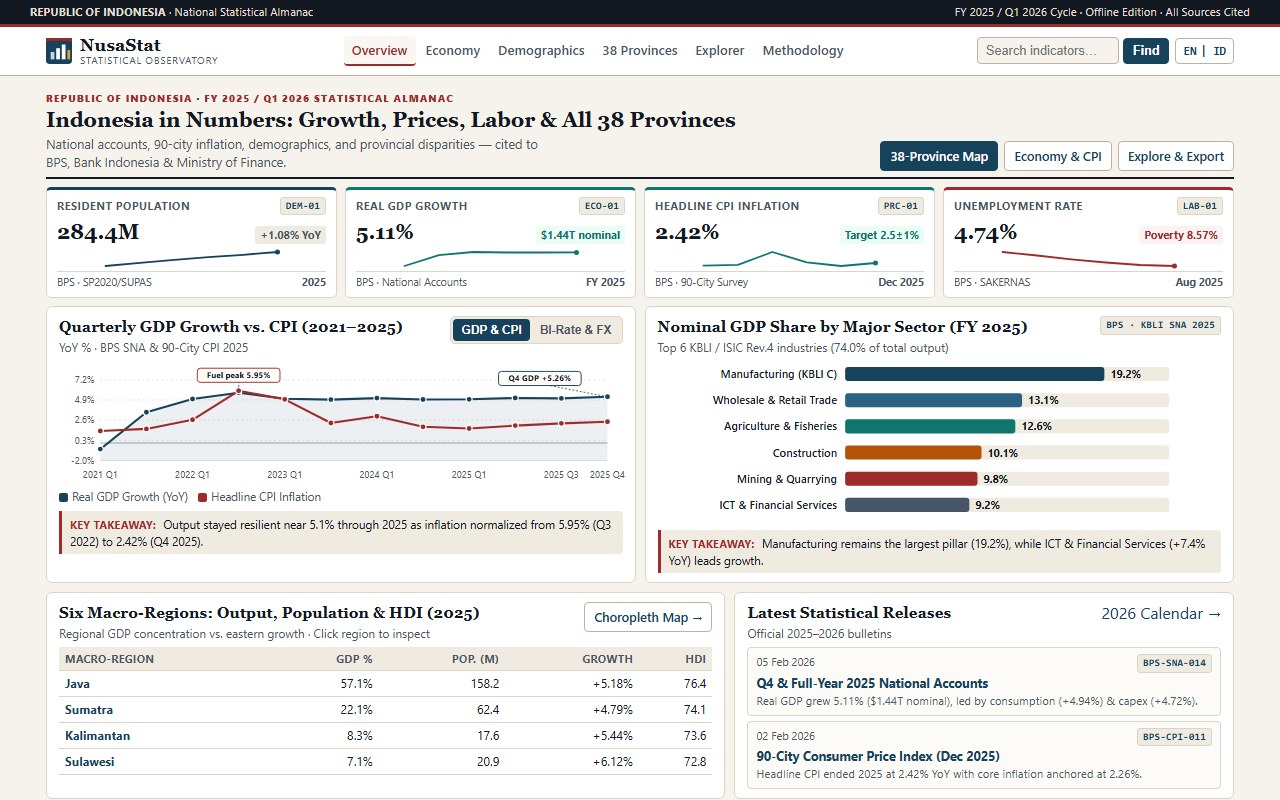 REPUBLIC OF INDONESIA · National Statistical Almanac
FY 2025 / Q1 2026 Cycle · Offline Edition · All Sources Cited
NusaStat
STATISTICAL OBSERVATORY
Overview
Economy
Demographics
38 Provinces
Explorer
Methodology
Search indicators...
Find
EN | ID
REPUBLIC OF INDONESIA · FY 2025 / Q1 2026 STATISTICAL ALMANAC
Indonesia in Numbers: Growth, Prices, Labor & All 38 Provinces
National accounts, 90-city inflation, demographics, and provincial disparities — cited to
BPS, Bank Indonesia & Ministry of Finance.
38-Province Map
Economy & CPI
Explore & Export
RESIDENT POPULATION
DEM-01
284.4M
+1.08% YoY
BPS · SP2020/SUPAS
2025
REAL GDP GROWTH
ECO-01
5.11%
$1.44T nominal
BPS · National Accounts
FY 2025
HEADLINE CPI INFLATION
PRC-01
2.42%
Target 2.5±1%
BPS · 90-City Survey
Dec 2025
UNEMPLOYMENT RATE
LAB-01
4.74%
Poverty 8.57%
BPS · SAKERNAS
Aug 2025
Quarterly GDP Growth vs. CPI (2021–2025)
GDP & CPI
BI-Rate & FX
YoY % · BPS SNA & 90-City CPI 2025
Fuel peak 5.95%
Q4 GDP +5.26%
7.2%
4.9%
2.6%
0.3%
-2.0%
2021 Q1
2022 Q1
2023 Q1
2024 Q1
2025 Q1
2025 Q3
2025 Q4
Real GDP Growth (YoY)
Headline CPI Inflation
KEY TAKEAWAY: Output stayed resilient near 5.1% through 2025 as inflation normalized from 5.95% (Q3
2022) to 2.42% (Q4 2025).
Nominal GDP Share by Major Sector (FY 2025)
BPS · KBLI SNA 2025
Top 6 KBLI / ISIC Rev.4 industries (74.0% of total output)
Manufacturing (KBLI C)
19.2%
Wholesale & Retail Trade
13.1%
Agriculture & Fisheries
12.6%
Construction
10.1%
Mining & Quarrying
9.8%
ICT & Financial Services
9.2%
KEY TAKEAWAY: Manufacturing remains the largest pillar (19.2%), while ICT & Financial Services (+7.4%
YoY) leads growth.
Six Macro-Regions: Output, Population & HDI (2025)
Choropleth Map →
Regional GDP concentration vs. eastern growth · Click region to inspect
MACRO-REGION GDP % POP. (M) GROWTH HDI
Java 57.1% 158.2 +5.18% 76.4
Sumatra 22.1% 62.4 +4.79% 74.1
Kalimantan 8.3% 17.6 +5.44% 73.6
Sulawesi 7.1% 20.9 +6.12% 72.8
Latest Statistical Releases
2026 Calendar →
Official 2025–2026 bulletins
05 Feb 2026
BPS-SNA-014
Q4 & Full-Year 2025 National Accounts
Real GDP grew 5.11% ($1.44T nominal), led by consumption (+4.94%) & capex (+4.72%).
02 Feb 2026
BPS-CPI-011
90-City Consumer Price Index (Dec 2025)
Headline CPI ended 2025 at 2.42% YoY with core inflation anchored at 2.26%.